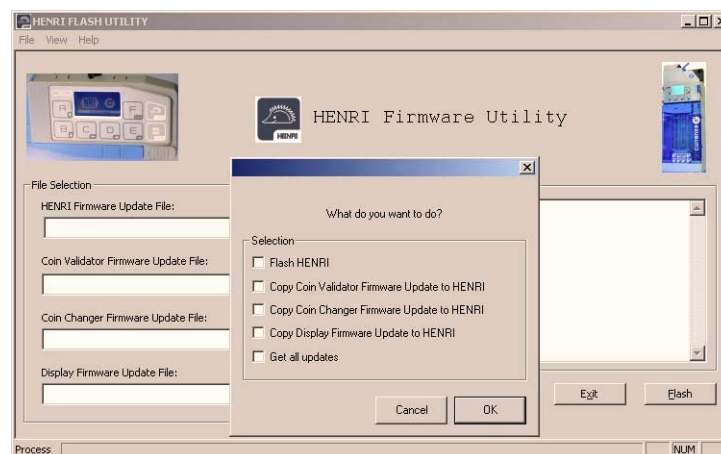 HENRI FLASH UTILITY
File View Help
HENRI Firmware Utility
HENRI
File Selection
HENRI Firmware Update File:
Coin Validator Firmware Update File:
Coin Changer Firmware Update File:
Display Firmware Update File:
What do you want to do?
Selection
Flash HENRI
Copy Coin Validator Firmware Update to HENRI
Copy Coin Changer Firmware Update to HENRI
Copy Display Firmware Update to HENRI
Get all updates
Cancel OK
Exit Flash
Process NUM